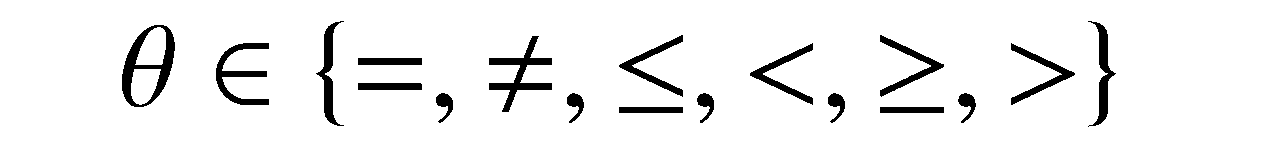 θ ∈ {=, ≠, ≤, <, ≥, >}